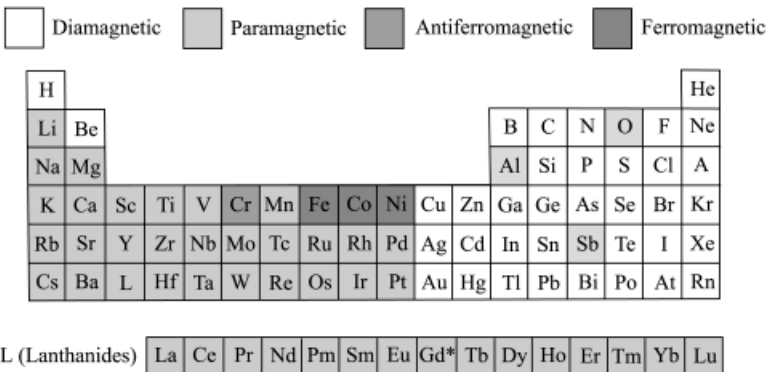 Diamagnetic Paramagnetic Antiferromagnetic Ferromagnetic
H He
Li Be B C N O F Ne
Na Mg Al Si P S Cl A
K Ca Sc Ti V Cr Mn Fe Co Ni Cu Zn Ga Ge As Se Br Kr
Rb Sr Y Zr Nb Mo Tc Ru Rh Pd Ag Cd In Sn Sb Te I Xe
Cs Ba L Hf Ta W Re Os Ir Pt Au Hg Tl Pb Bi Po At Rn
L (Lanthanides) La Ce Pr Nd Pm Sm Eu Gd* Tb Dy Ho Er Tm Yb Lu